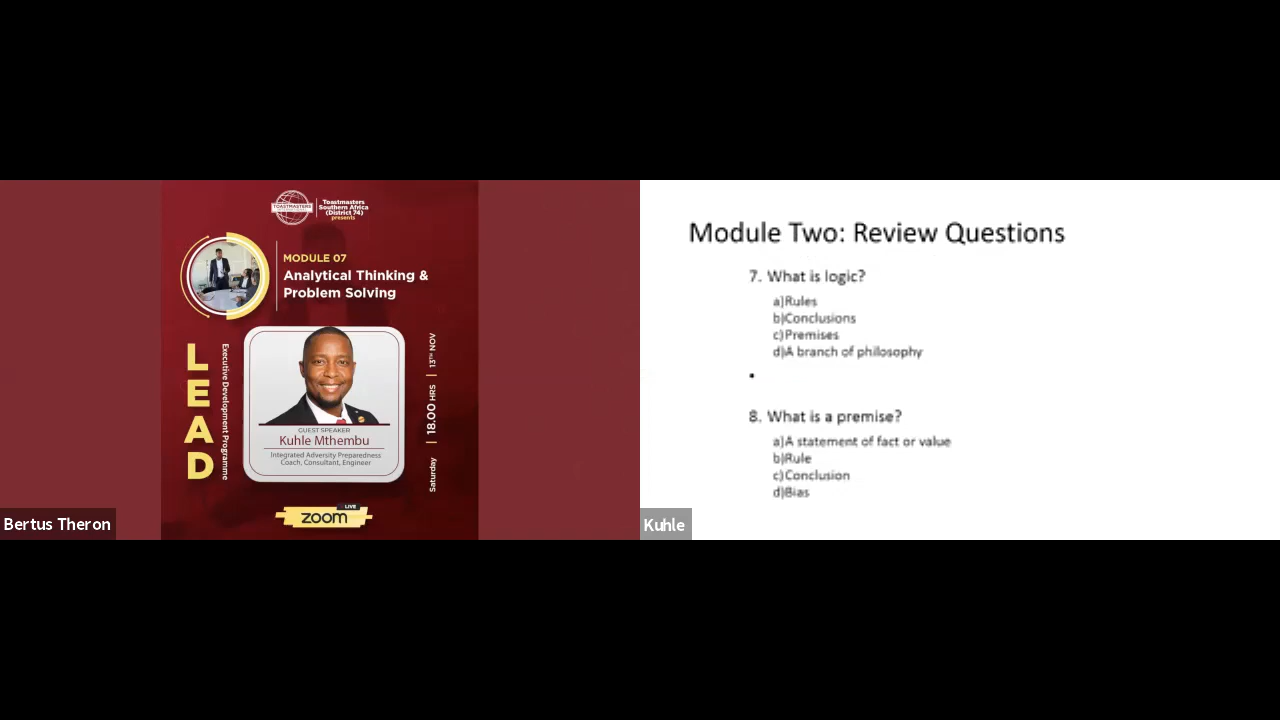 TOASTMASTERS
Toastmasters
Southern Africa
(District 74)
presents
MODULE 07
Analytical Thinking &
Problem Solving
LEAD
Executive Development Programme
GUEST SPEAKER
Kuhle Mthembu
Integrated Adversity Preparedness
Coach, Consultant, Engineer
Saturday | 18.00 HRS | 13TH NOV
LIVE
zoom
Bertus Theron
Module Two: Review Questions
7. What is logic?
a)Rules
b)Conclusions
c)Premises
d)A branch of philosophy
•
8. What is a premise?
a)A statement of fact or value
b)Rule
c)Conclusion
d)Bias
Kuhle